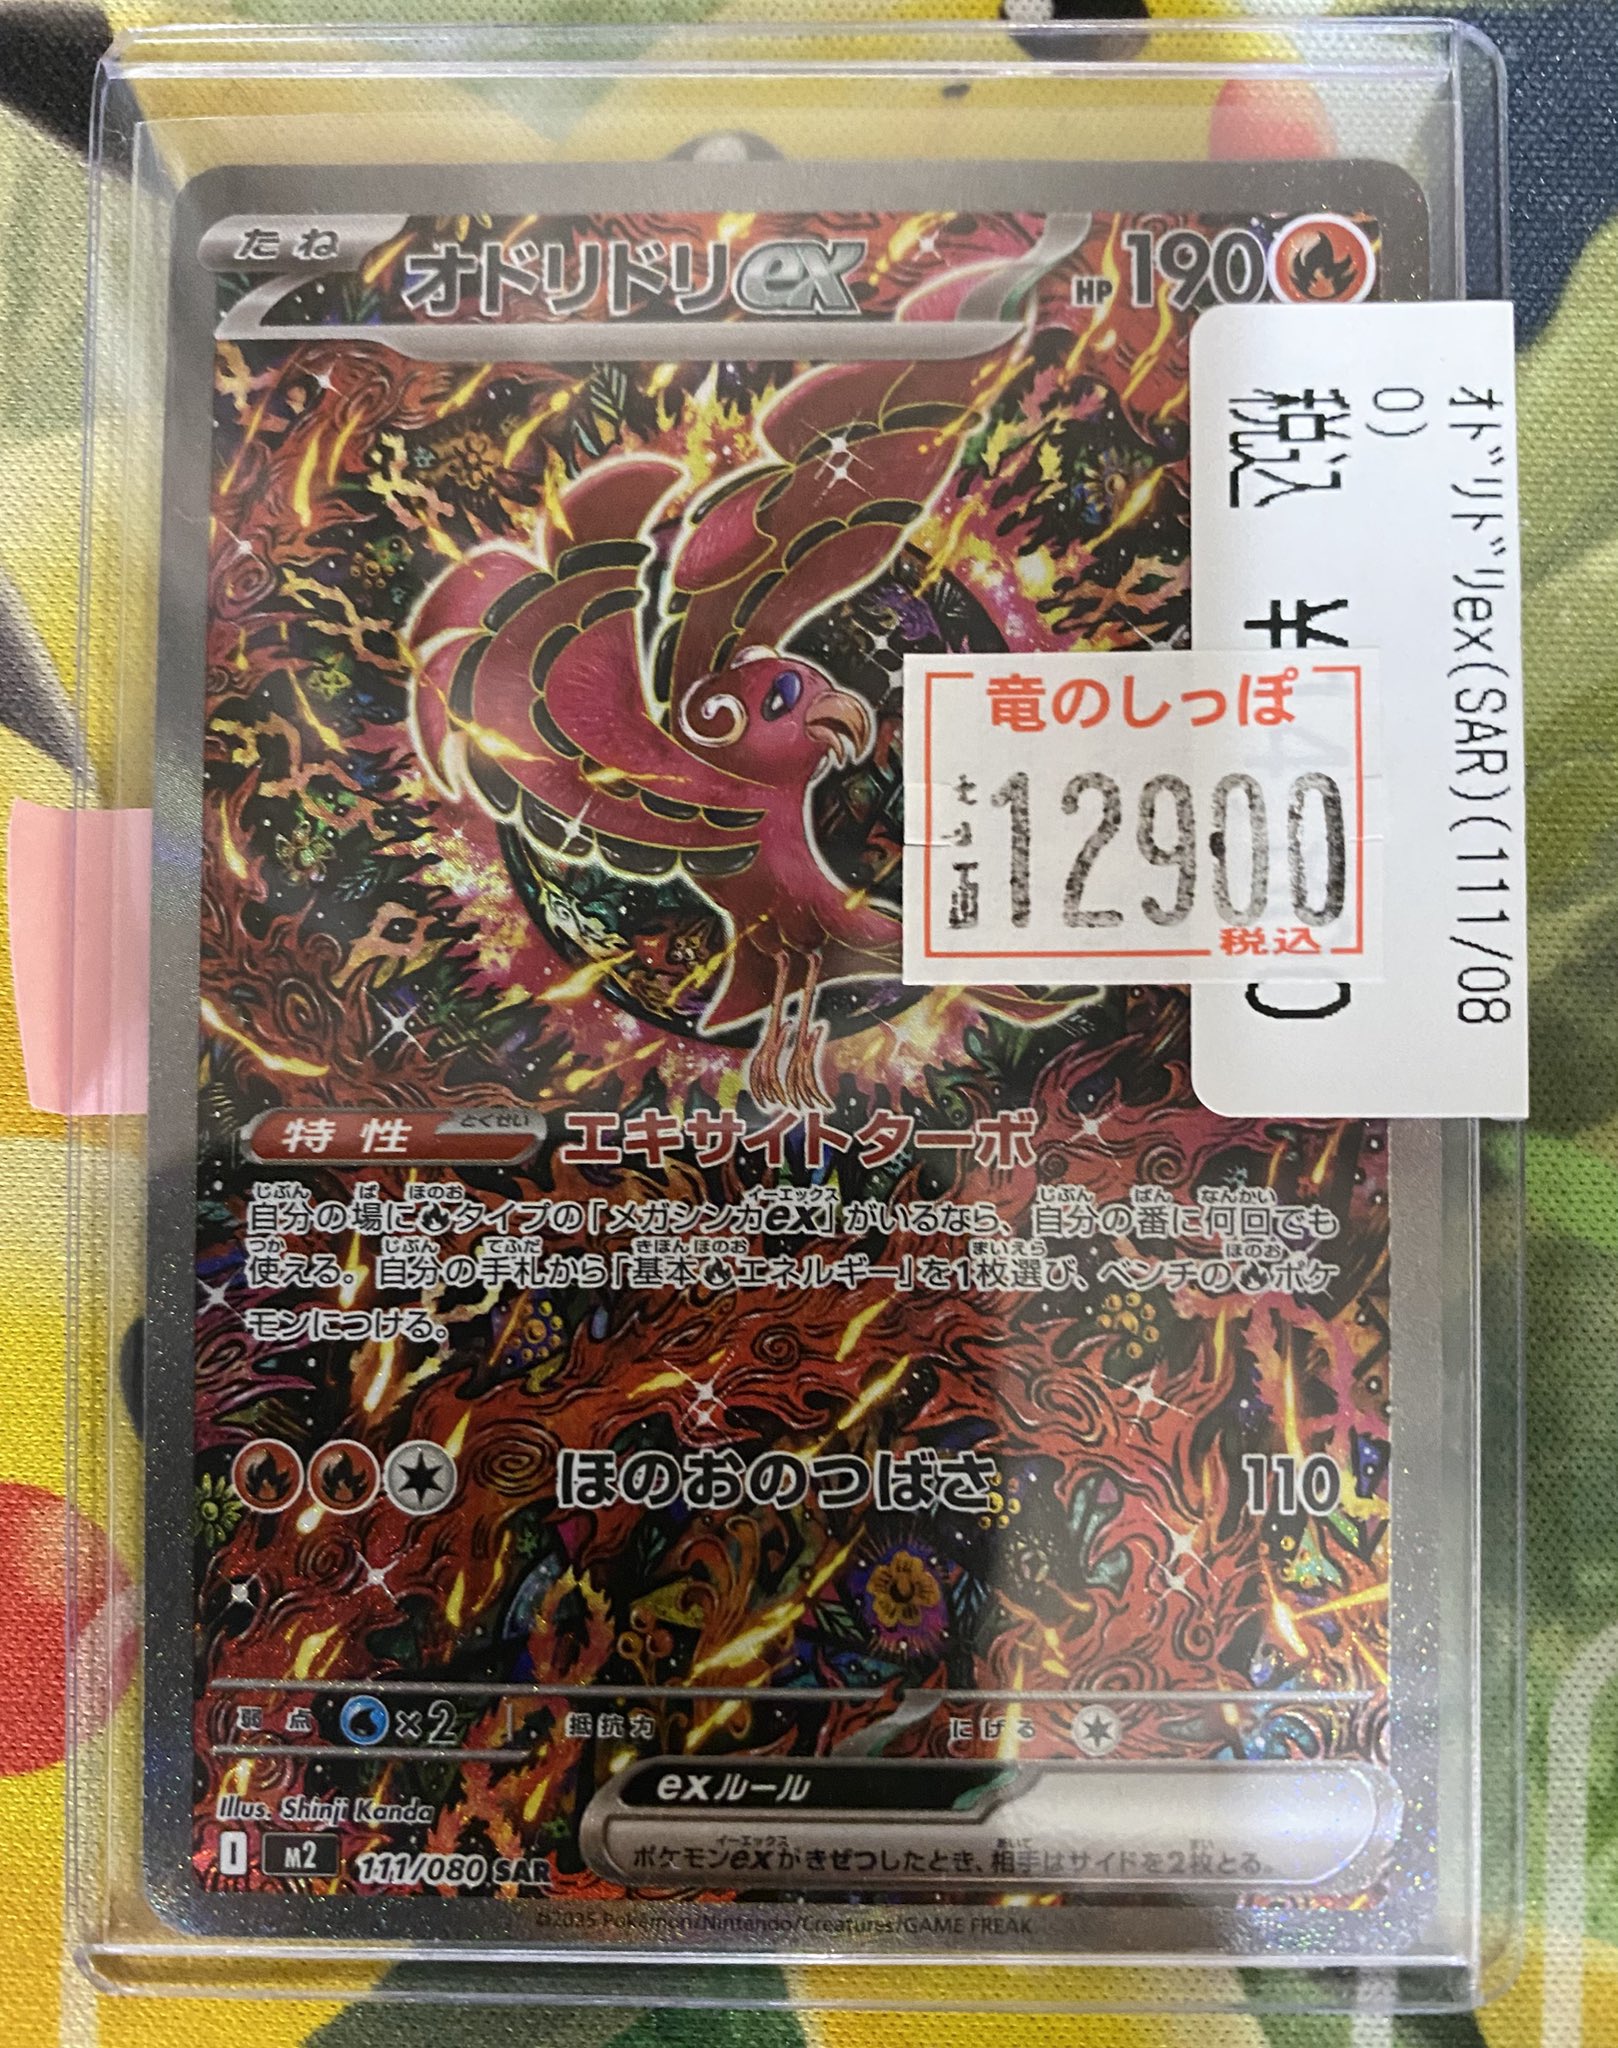 たね
オドリドリex
HP 190
ｵﾄﾞﾘﾄﾞﾘex(SAR)(111/08
0)
税込 ¥
竜のしっぽ
12900
税込
特性 とくせい エキサイトターボ
自分の場に タイプの「メガシンカex」がいるなら、自分の番に何回でも
使える。自分の手札から「基本 エネルギー」を1枚選び、ベンチの ポケ
モンにつける。
ほのおのつばさ 110
弱点 ×2 抵抗力 にげる
exルール
ポケモンexがきぜつしたとき、相手はサイドを2枚とる。
Illus. Shinji Kanda
I M2 111/080 SAR
©2025 Pokémon/Nintendo/Creatures/GAME FREAK